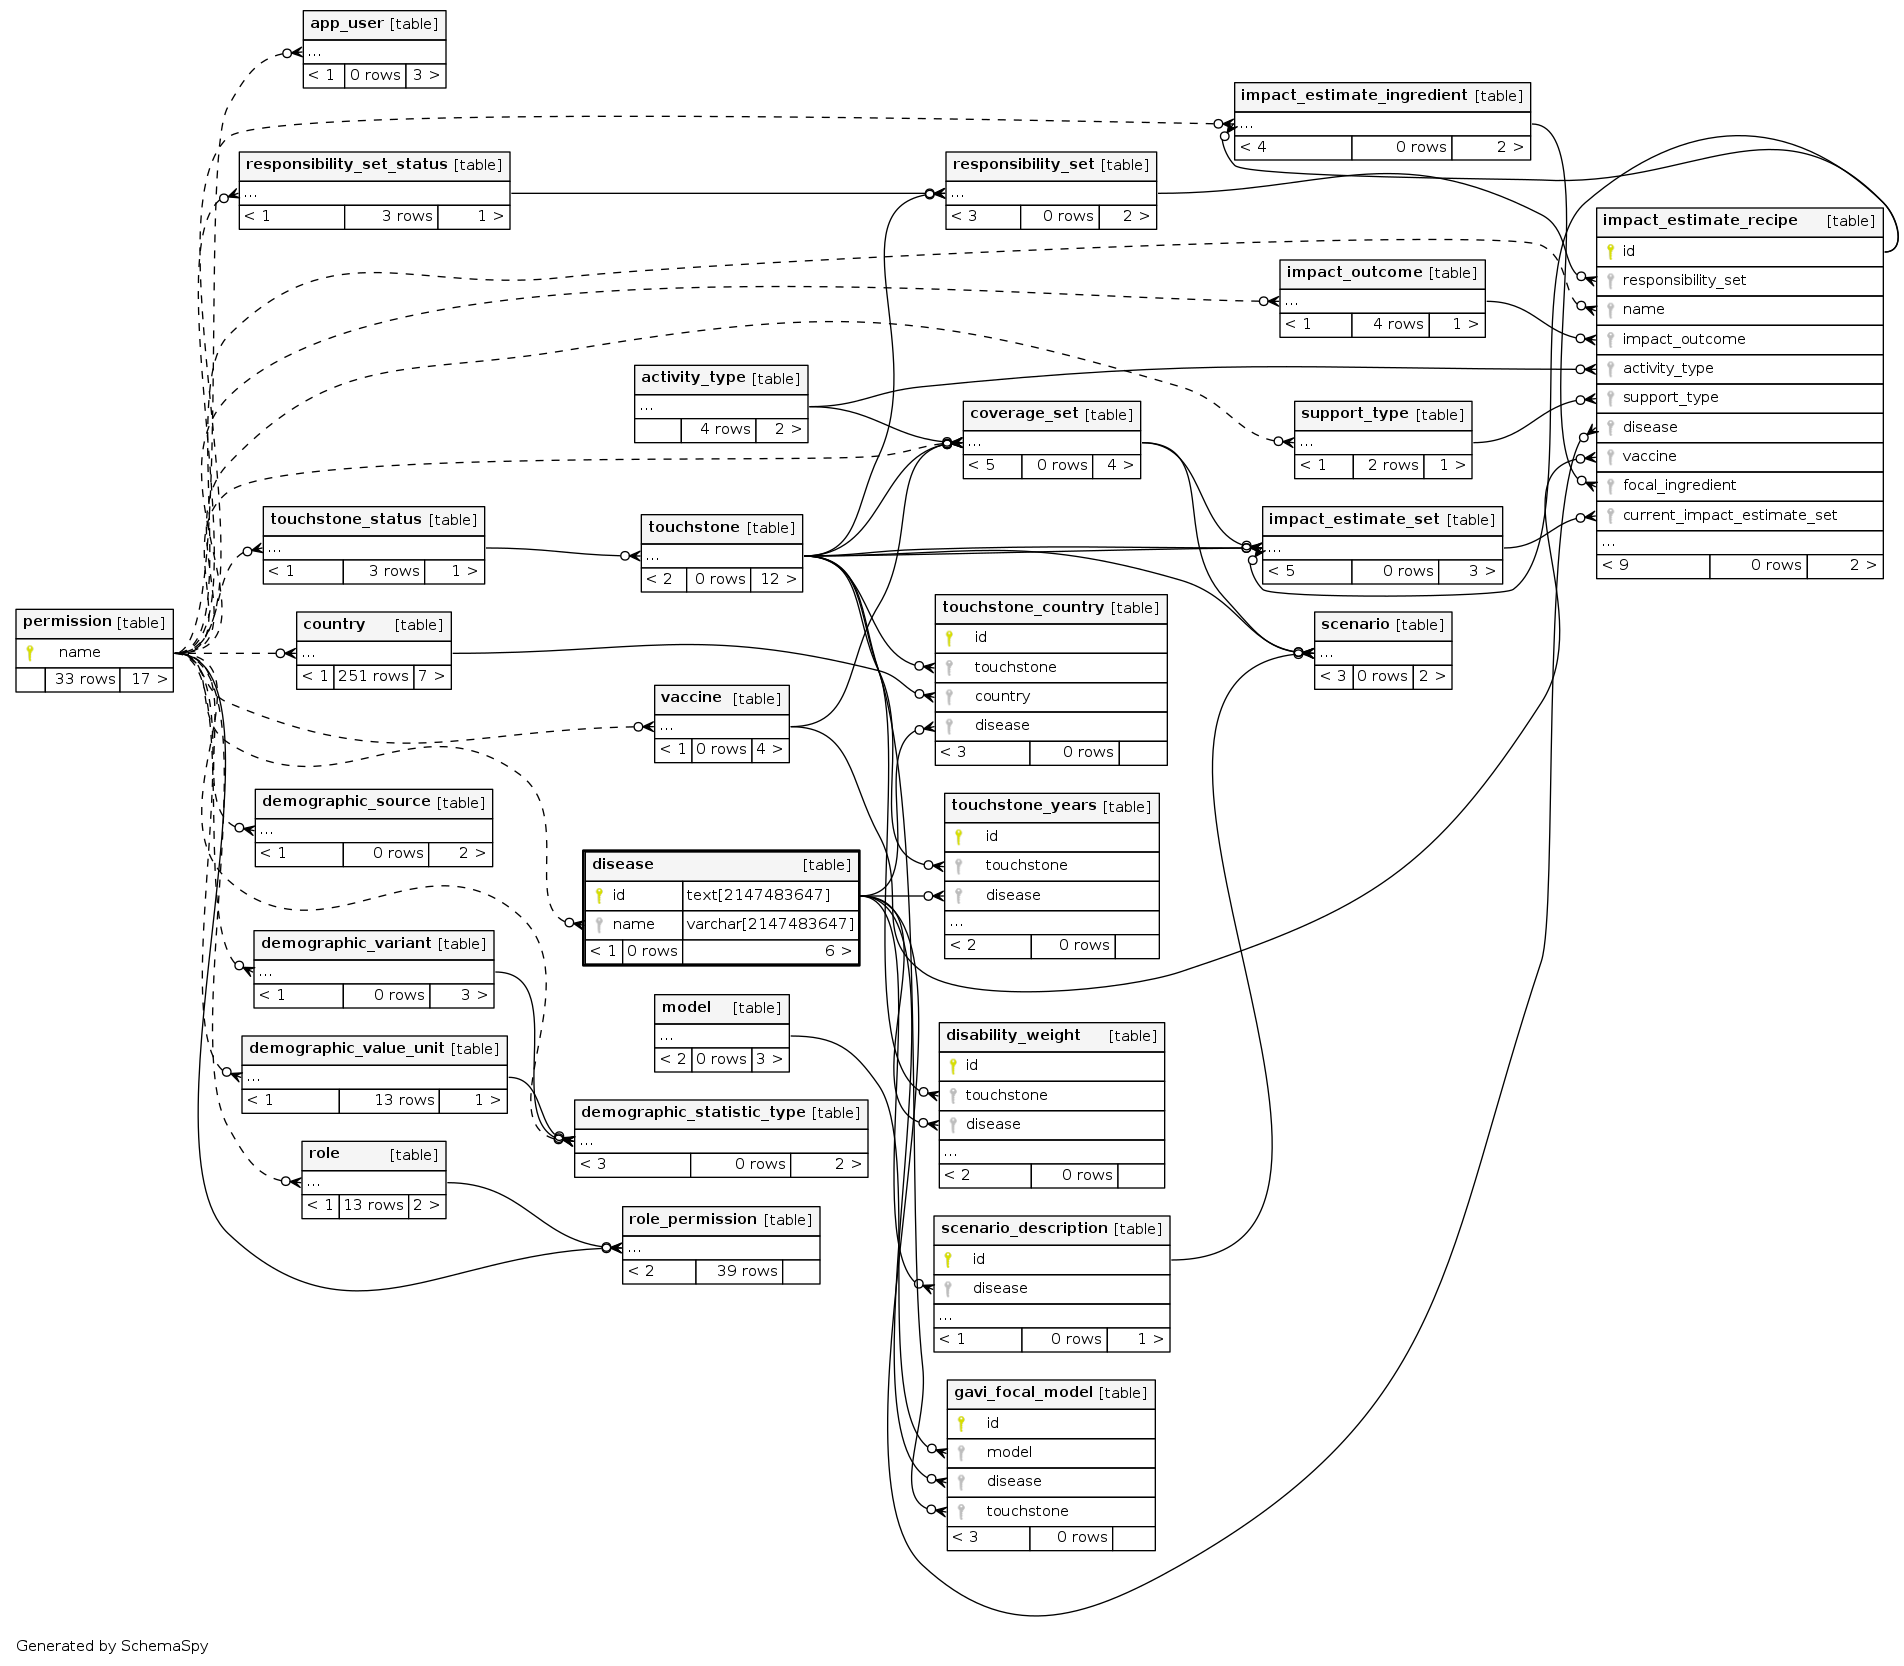 app_user [table]
...
< 1 0 rows 3 >
impact_estimate_ingredient [table]
...
< 4 0 rows 2 >
responsibility_set_status [table]
...
< 1 3 rows 1 >
responsibility_set [table]
...
< 3 0 rows 2 >
impact_estimate_recipe [table]
id
responsibility_set
name
impact_outcome
activity_type
support_type
disease
vaccine
focal_ingredient
current_impact_estimate_set
...
< 9 0 rows 2 >
impact_outcome [table]
...
< 1 4 rows 1 >
activity_type [table]
...
4 rows 2 >
coverage_set [table]
...
< 5 0 rows 4 >
support_type [table]
...
< 1 2 rows 1 >
touchstone_status [table]
...
< 1 3 rows 1 >
touchstone [table]
...
< 2 0 rows 12 >
impact_estimate_set [table]
...
< 5 0 rows 3 >
permission [table]
name
33 rows 17 >
country [table]
...
< 1 251 rows 7 >
touchstone_country [table]
id
touchstone
country
disease
< 3 0 rows
scenario [table]
...
< 3 0 rows 2 >
vaccine [table]
...
< 1 0 rows 4 >
demographic_source [table]
...
< 1 0 rows 2 >
touchstone_years [table]
id
touchstone
disease
...
< 2 0 rows
disease [table]
id text[2147483647]
name varchar[2147483647]
< 1 0 rows 6 >
demographic_variant [table]
...
< 1 0 rows 3 >
model [table]
...
< 2 0 rows 3 >
disability_weight [table]
id
touchstone
disease
...
< 2 0 rows
demographic_value_unit [table]
...
< 1 13 rows 1 >
demographic_statistic_type [table]
...
< 3 0 rows 2 >
role [table]
...
< 1 13 rows 2 >
role_permission [table]
...
< 2 39 rows
scenario_description [table]
id
disease
...
< 1 0 rows 1 >
gavi_focal_model [table]
id
model
disease
touchstone
< 3 0 rows
Generated by SchemaSpy